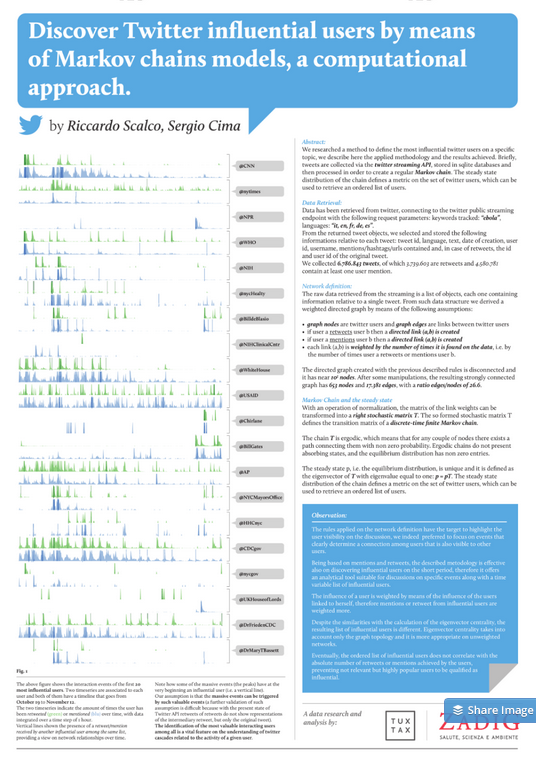 Discover Twitter influential users by means
of Markov chains models, a computational
approach.
by Riccardo Scalco, Sergio Cima
@CNN
@nytimes
@NPR
@WHO
@NIH
@nycHealty
@BilldeBlasio
@NIHClinicalCntr
@WhiteHouse
@USAID
@Chirlane
@BillGates
@AP
@NYCMayorsOffice
@HHCnyc
@CDCgov
@nycgov
@UKHouseofLords
@DrFriedenCDC
@DrMaryTBassett
Fig. 1
The above figure shows the interaction events of the first 20
most influential users. Two timeseries are associated to each
user and both of them have a timeline that goes from
October 19 to November 12.
The two timeseries indicate the amount of times the user has
been retweeted (green) or mentioned (blu) over time, with data
integrated over a time step of 1 hour.
Vertical lines shown the presence of a retweet/mention
received by another influential user among the same list,
providing a view on network relationships over time.
Note how some of the massive events (the peaks) have at the
very beginning an influential user (i.e. a vertical line).
Our assumption is that the massive events can be triggered
by such valuable events (a further validation of such
assumption is difficult because with the present state of
Twitter API retweets of retweets do not show representations
of the intermediary retweet, but only the original tweet).
The identification of the most valuable interacting users
among all is a vital feature on the understanding of twitter
cascades related to the activity of a given user.
Abstract:
We researched a method to define the most influential twitter users on a specific
topic, we describe here the applied methodology and the results achieved. Briefly,
tweets are collected via the twitter streaming API, stored in sqlite databases and
then processed in order to create a regular Markov chain. The steady state
distribution of the chain defines a metric on the set of twitter users, which can be
used to retrieve an ordered list of users.
Data Retrieval:
Data has been retrieved from twitter, connecting to the twitter public streaming
endpoint with the following request parameters: keywords tracked: "ebola",
languages: "it, en, fr, de, es".
From the returned tweet objects, we selected and stored the following
informations relative to each tweet: tweet id, language, text, date of creation, user
id, username, mentions/hashtags/urls contained and, in case of retweets, the id
and user id of the original tweet.
We collected 6.786.843 tweets, of which 3.739.603 are retweets and 4.580.781
contain at least one user mention.
Network definition:
The raw data retrieved from the streaming is a list of objects, each one containing
information relative to a single tweet. From such data structure we derived a
weighted directed graph by means of the following assumptions:
• graph nodes are twitter users and graph edges are links between twitter users
• if user a retweets user b then a directed link (a,b) is created
• if user a mentions user b then a directed link (a,b) is created
• each link (a,b) is weighted by the number of times it is found on the data, i.e. by
the number of times user a retweets or mentions user b.
The directed graph created with the previous described rules is disconnected and
it has near 10⁶ nodes. After some manipulations, the resulting strongly connected
graph has 653 nodes and 17.381 edges, with a ratio edges/nodes of 26.6.
Markov Chain and the steady state
With an operation of normalization, the matrix of the link weights can be
transformed into a right stochastic matrix T. The so formed stochastic matrix T
defines the transition matrix of a discrete-time finite Markov chain.
The chain T is ergodic, which means that for any couple of nodes there exists a
path connecting them with non zero probability. Ergodic chains do not present
absorbing states, and the equilibrium distribution has non zero entries.
The steady state p, i.e. the equilibrium distribution, is unique and it is defined as
the eigenvector of T with eigenvalue equal to one: p = pT. The steady state
distribution of the chain defines a metric on the set of twitter users, which can be
used to retrieve an ordered list of users.
Observation:
The rules applied on the network definition have the target to highlight the
user visibility on the discussion, we indeed preferred to focus on events that
clearly determine a connection among users that is also visible to other
users.
Being based on mentions and retweets, the described methodology is effective
also on discovering influential users on the short period, therefore it offers
an analytical tool suitable for discussions on specific events along with a time
variable list of influential users.
The influence of a user is weighted by means of the influence of the users
linked to herself, therefore mentions or retweet from influential users are
weighted more.
Despite the similarities with the calculation of the eigenvector centrality, the
resulting list of influential users is different. Eigenvector centrality takes into
account only the graph topology and it is more appropriate on unweighted
networks.
Eventually, the ordered list of influential users does not correlate with the
absolute number of retweets or mentions achieved by the users,
preventing not relevant but highly popular users to be qualified as
influential.
A data research and
analysis by:
TUX
TAX
ZADIG
SALUTE, SCIENZA E AMBIENTE
Share Image